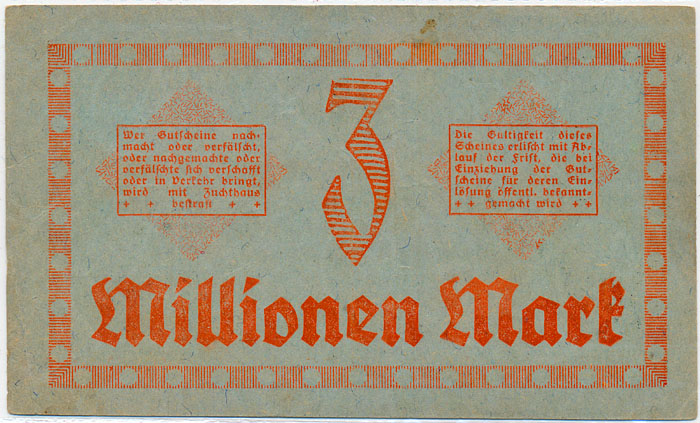 Wer Gutscheine nach-
macht oder verfälscht,
oder nachgemachte oder
verfälschte sich verschafft
oder in Verkehr bringt,
wird mit Zuchthaus
bestraft
3
Die Gültigkeit dieses
Scheines erlischt mit Ab-
lauf der Frist, die bei
Einziehung der Gut-
scheine für deren Ein-
lösung öffentl. bekannt
gemacht wird
Millionen Mark